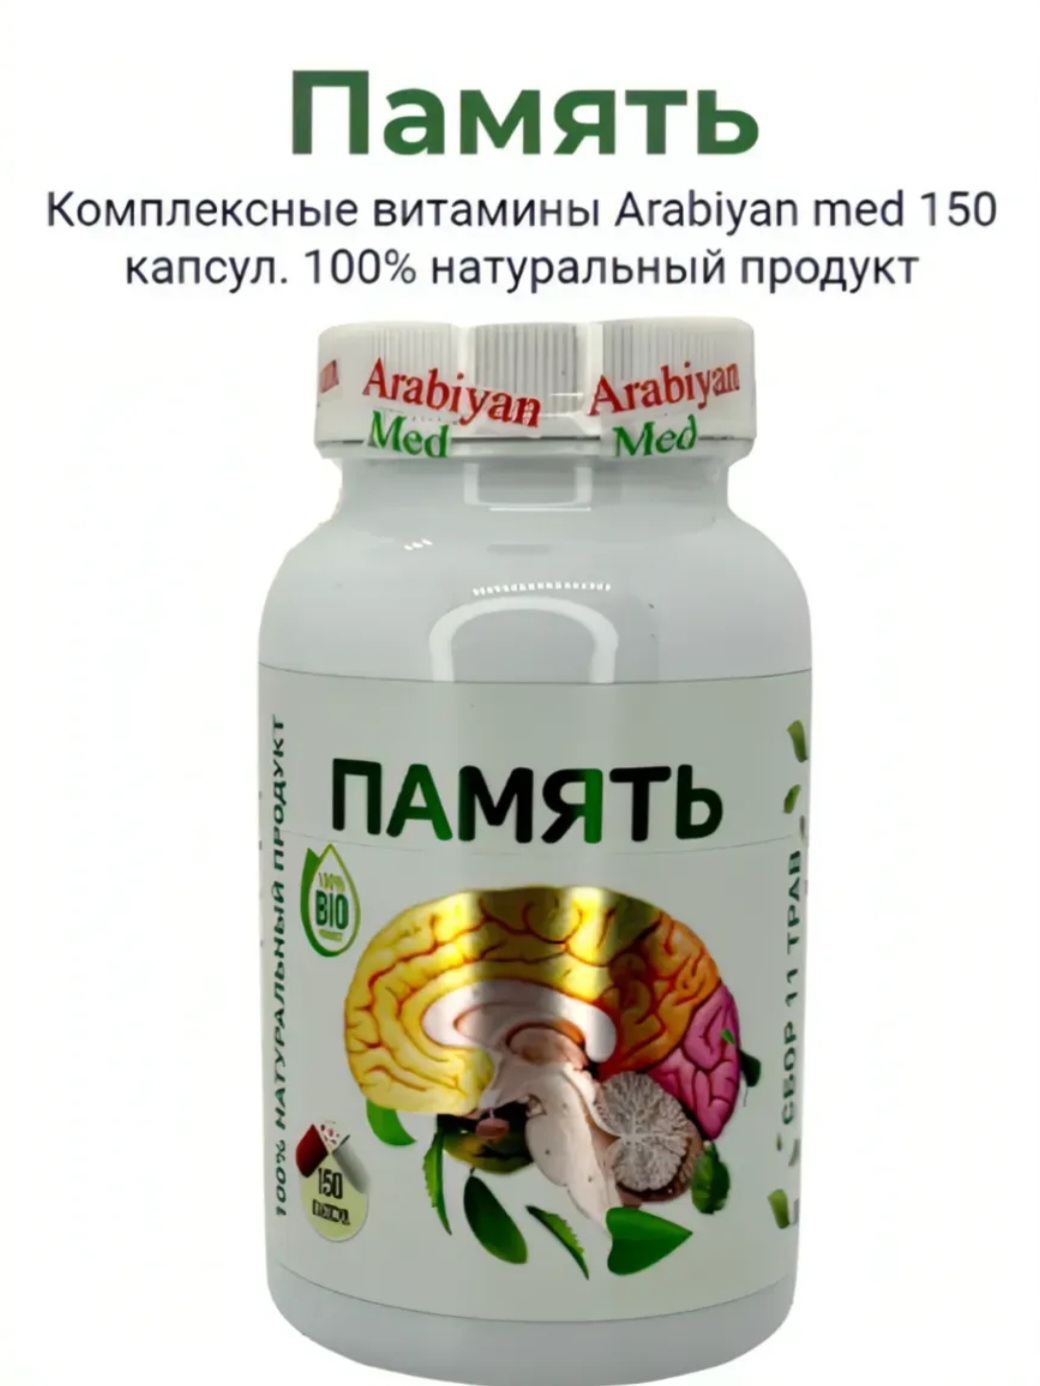 Память
Комплексные витамины Arabiyan med 150
капсул. 100% натуральный продукт
Arabiyan
Med
Arabiyan
Med
ПАМЯТЬ
100%
BIO
100% НАТУРАЛЬНЫЙ ПРОДУКТ
СБОР 11 ТРАВ
150